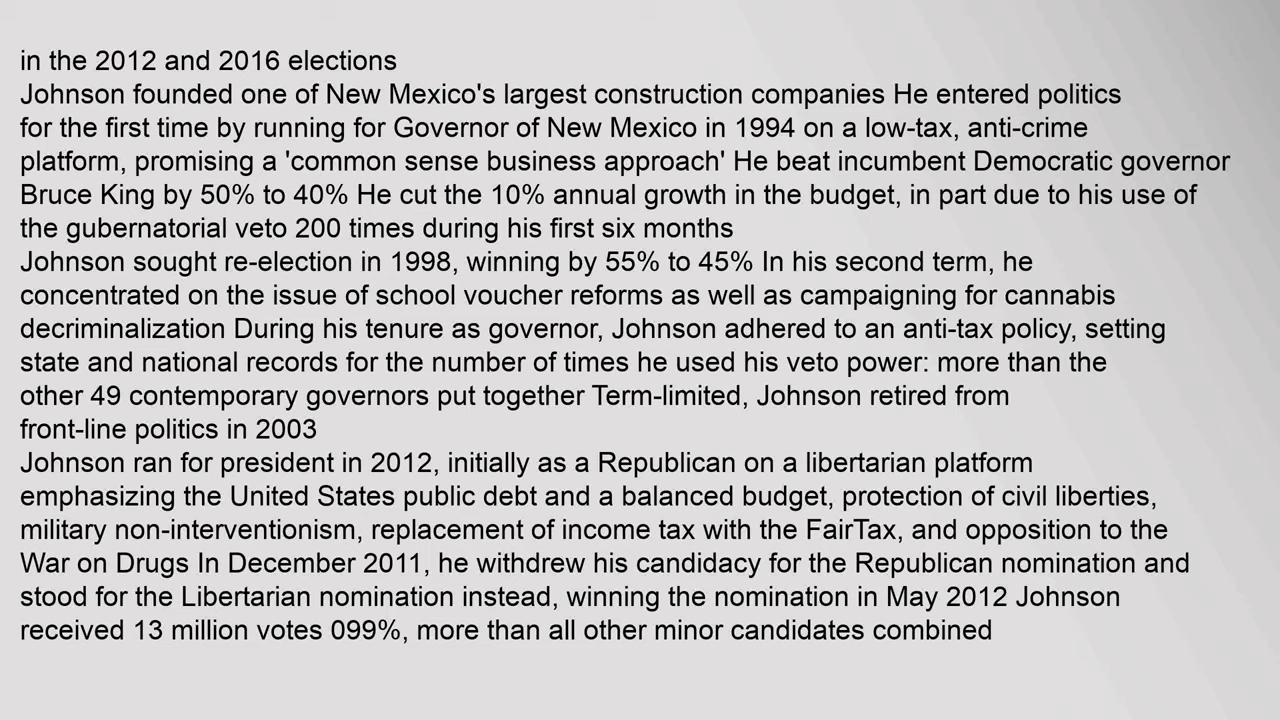 in the 2012 and 2016 elections
Johnson founded one of New Mexico's largest construction companies He entered politics
for the first time by running for Governor of New Mexico in 1994 on a low-tax, anti-crime
platform, promising a 'common sense business approach' He beat incumbent Democratic governor
Bruce King by 50% to 40% He cut the 10% annual growth in the budget, in part due to his use of
the gubernatorial veto 200 times during his first six months
Johnson sought re-election in 1998, winning by 55% to 45% In his second term, he
concentrated on the issue of school voucher reforms as well as campaigning for cannabis
decriminalization During his tenure as governor, Johnson adhered to an anti-tax policy, setting
state and national records for the number of times he used his veto power: more than the
other 49 contemporary governors put together Term-limited, Johnson retired from
front-line politics in 2003
Johnson ran for president in 2012, initially as a Republican on a libertarian platform
emphasizing the United States public debt and a balanced budget, protection of civil liberties,
military non-interventionism, replacement of income tax with the FairTax, and opposition to the
War on Drugs In December 2011, he withdrew his candidacy for the Republican nomination and
stood for the Libertarian nomination instead, winning the nomination in May 2012 Johnson
received 13 million votes 099%, more than all other minor candidates combined